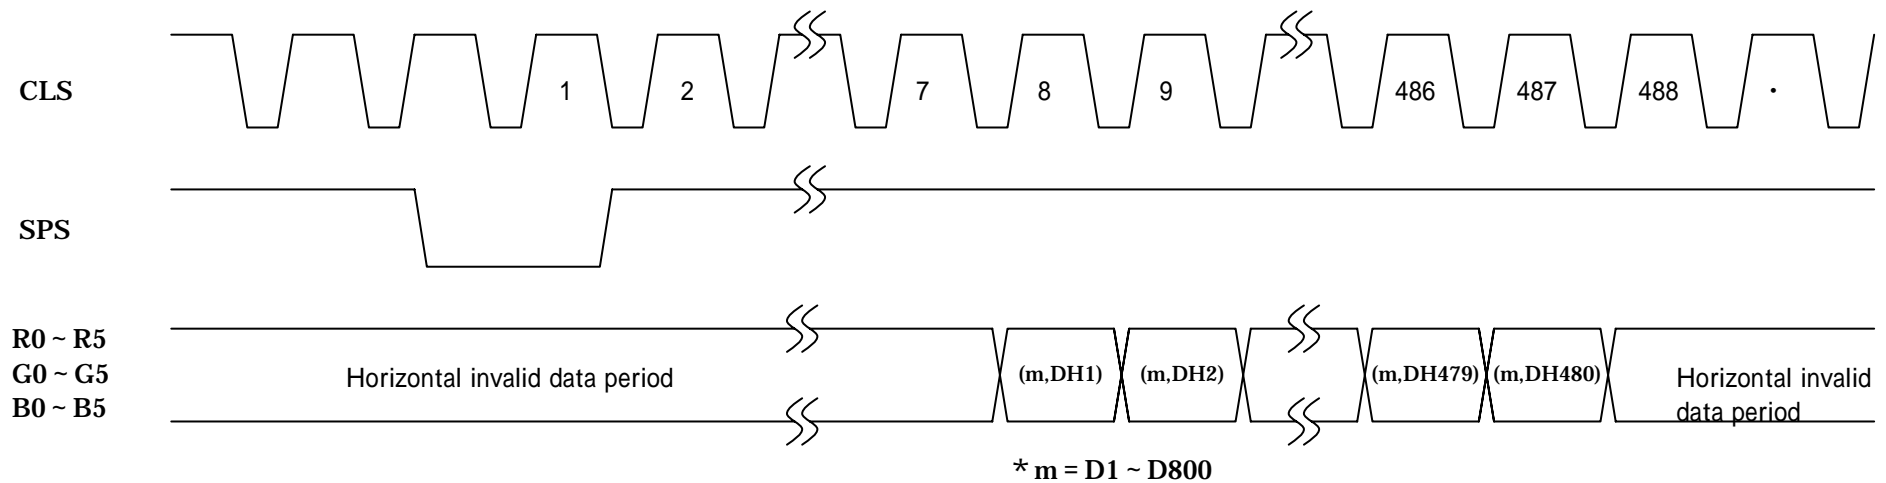 CLS
1 2 7 8 9 486 487 488 ·
SPS
R0 ~ R5
G0 ~ G5
B0 ~ B5
Horizontal invalid data period
(m,DH1) (m,DH2) (m,DH479) (m,DH480)
Horizontal invalid
data period
* m = D1 ~ D800